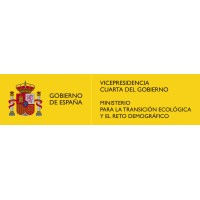 GOBIERNO
DE ESPAÑA
VICEPRESIDENCIA
CUARTA DEL GOBIERNO
MINISTERIO
PARA LA TRANSICIÓN ECOLÓGICA
Y EL RETO DEMOGRÁFICO